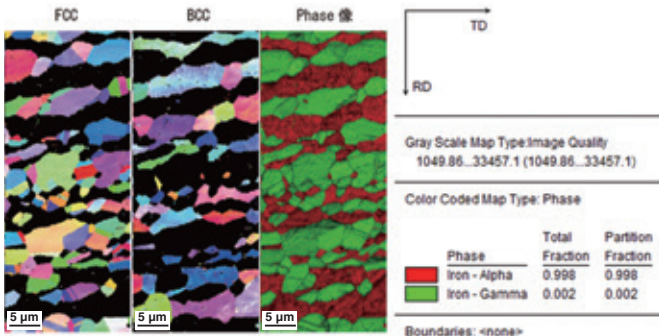 FCC BCC Phase 像
TD
RD
Gray Scale Map Type:Image Quality
1049.86...33457.1 (1049.86...33457.1)
Color Coded Map Type: Phase
Total Partition
Phase Fraction Fraction
Iron - Alpha 0.998 0.998
Iron - Gamma 0.002 0.002
Boundaries: <none>
5 μm 5 μm 5 μm